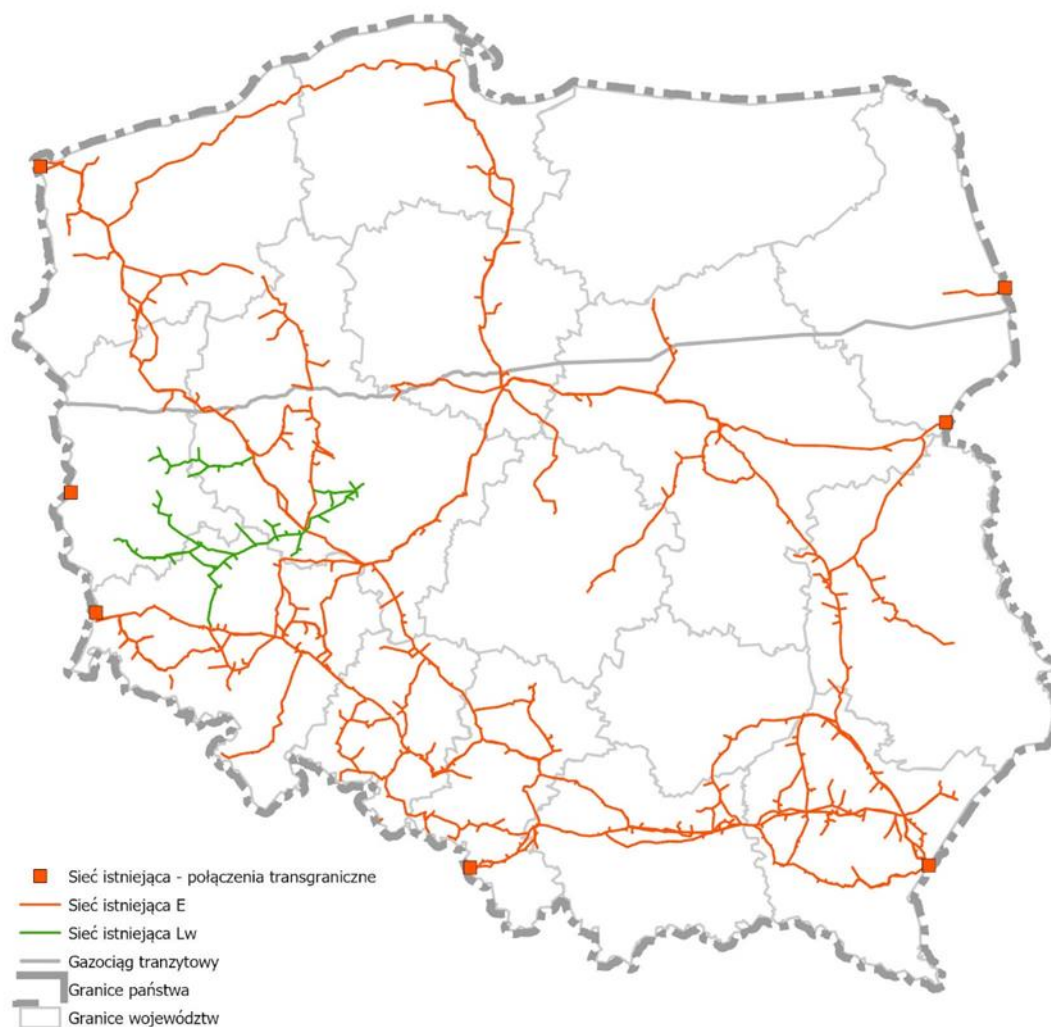 Sieć istniejąca - połączenia transgraniczne
Sieć istniejąca E
Sieć istniejąca Lw
Gazociąg tranzytowy
Granice państwa
Granice województw